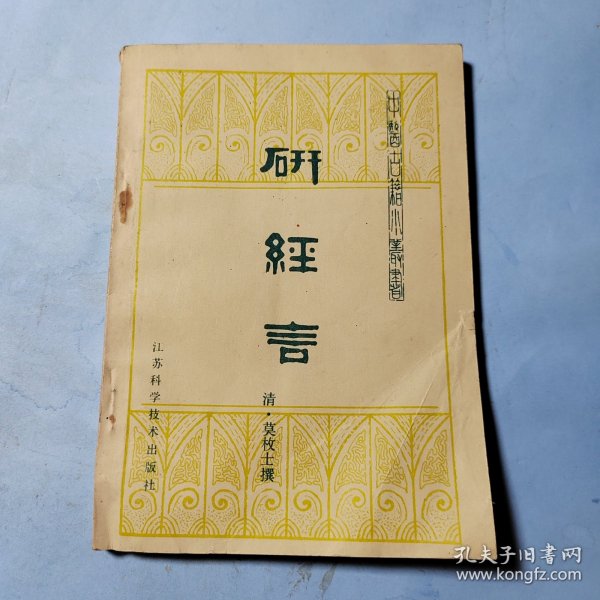 中醫古籍小叢書
研經言
清·莫枚士撰
江苏科学技术出版社
孔夫子旧書网
www.kongfz.com